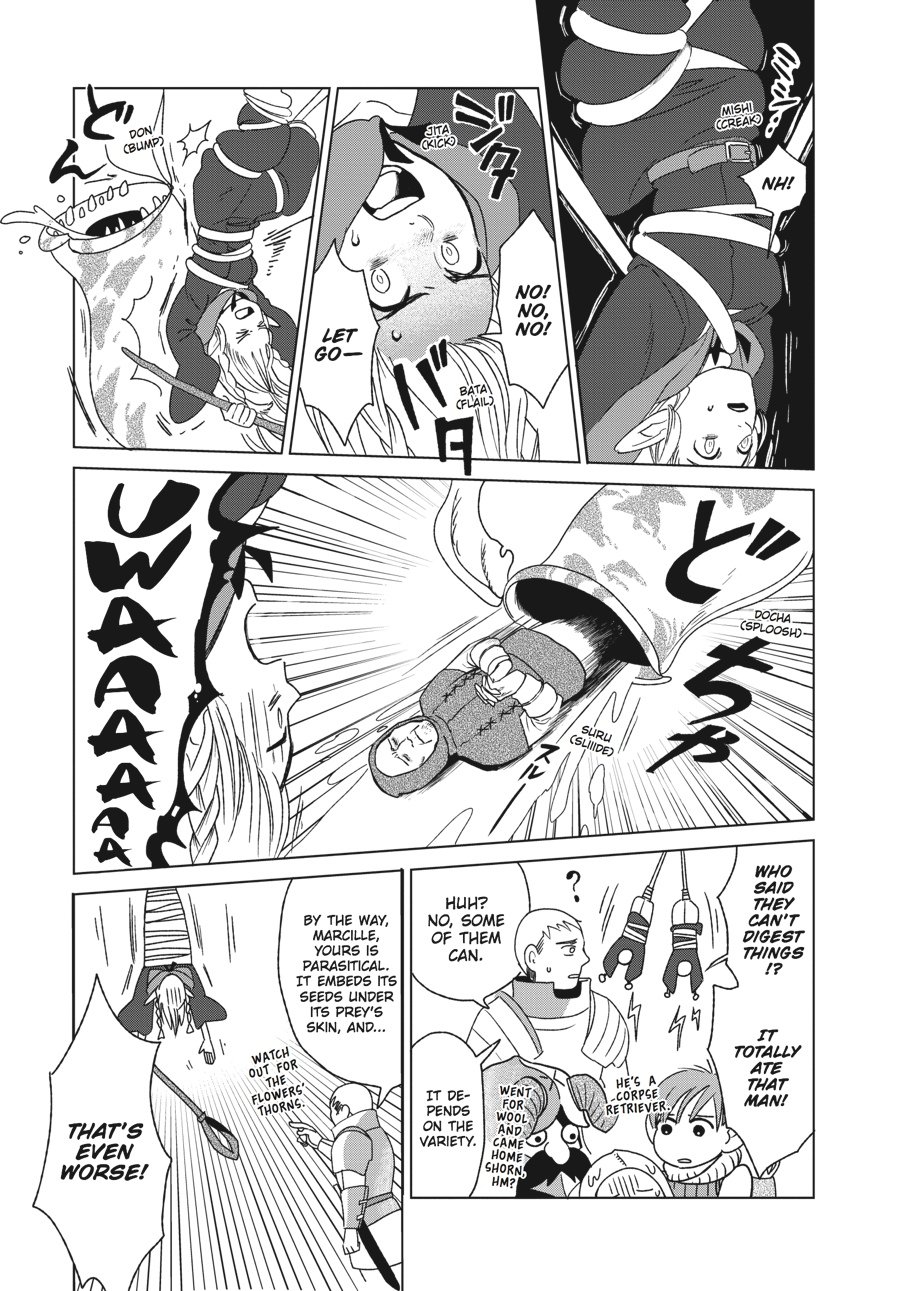 ミシ…
MISHI
(CREAK)
NH!
ジタ
JITA
(KICK)
NO!
NO,
NO!
LET
GO—
バタ
BATA
(FLAIL)
どん
DON
(BUMP)
どちゃ
DOCHA
(SPLOOSH)
スルー
SURU
(SLIIIDE)
UWAAAAAA
WHO
SAID
THEY
CAN'T
DIGEST
THINGS
!?
IT
TOTALLY
ATE
THAT
MAN!
?
HUH?
NO, SOME
OF THEM
CAN.
IT DE-
PENDS
ON THE
VARIETY.
HE'S A
CORPSE
RETRIEVER.
WENT
FOR
WOOL
AND
CAME
HOME
SHORN,
HM?
BY THE WAY,
MARCILLE,
YOURS IS
PARASITICAL.
IT EMBEDS ITS
SEEDS UNDER
ITS PREY'S
SKIN, AND...
WATCH
OUT FOR
THE
FLOWERS'
THORNS.
THAT'S
EVEN
WORSE!